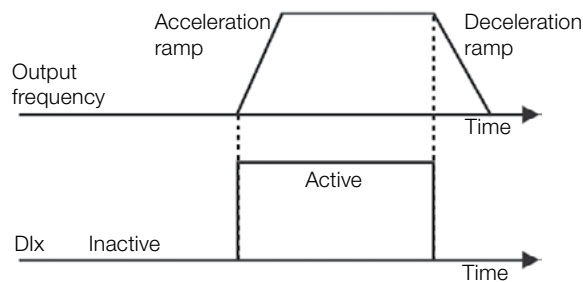 Acceleration
ramp
Deceleration
ramp
Output
frequency
Time
Active
DIx
Inactive
Time